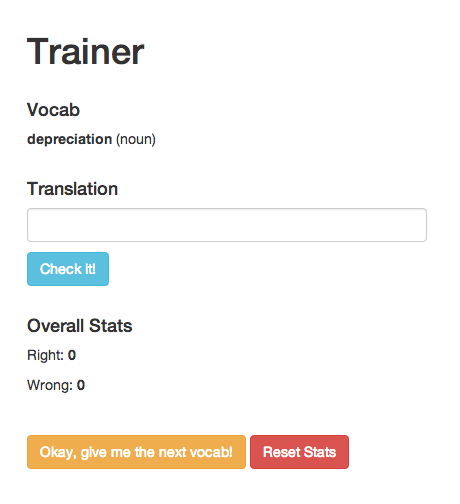 Trainer
Vocab
depreciation (noun)
Translation
Check it!
Overall Stats
Right: 0
Wrong: 0
Okay, give me the next vocab! Reset Stats